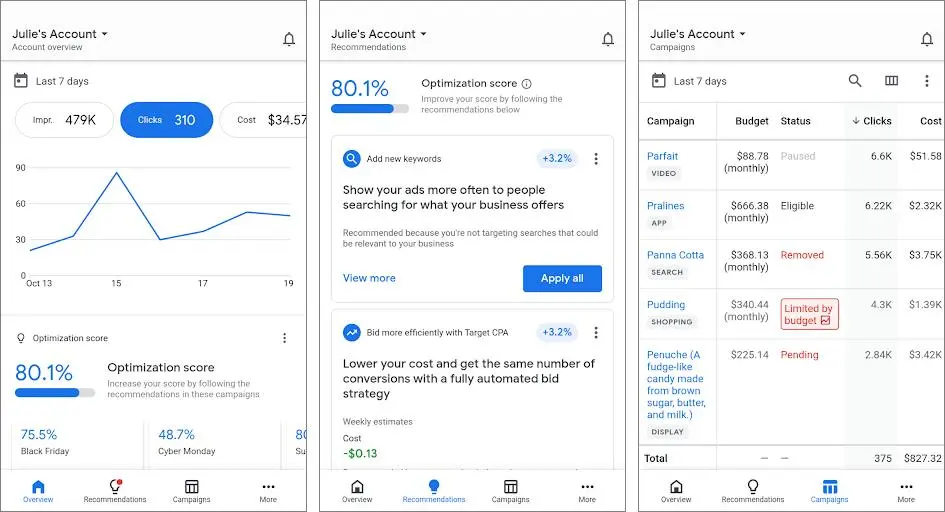 Julie's Account
Account overview
Last 7 days
Impr. 479K
Clicks 310
Cost $34.57
90
60
30
0
Oct 13 15 17 19
Optimization score
80.1%
Optimization score
Increase your score by following the
recommendations in these campaigns
75.5%
Black Friday
48.7%
Cyber Monday
80
Su
Overview
Recommendations
Campaigns
More
Julie's Account
Recommendations
80.1%
Optimization score
Improve your score by following the
recommendations below
Add new keywords
+3.2%
Show your ads more often to people
searching for what your business offers
Recommended because you're not targeting searches that could
be relevant to your business
View more
Apply all
Bid more efficiently with Target CPA
+3.2%
Lower your cost and get the same number of
conversions with a fully automated bid
strategy
Weekly estimates
Cost
-$0.13
Overview
Recommendations
Campaigns
More
Julie's Account
Campaigns
Last 7 days
Campaign Budget Status Clicks Cost
Parfait $88.78 Paused 6.6K $51.58
VIDEO (monthly)
Pralines $666.38 Eligible 6.22K $2.32K
APP (monthly)
Panna Cotta $368.13 Removed 5.56K $3.75K
SEARCH (monthly)
Pudding $340.44 Limited by 4.3K $1.39K
SHOPPING (monthly) budget
Penuche (A $225.14 Pending 2.84K $3.42K
fudge-like
candy made
from brown
sugar, butter,
and milk.)
DISPLAY
Total — — 375 $827.32
Overview
Recommendations
Campaigns
More